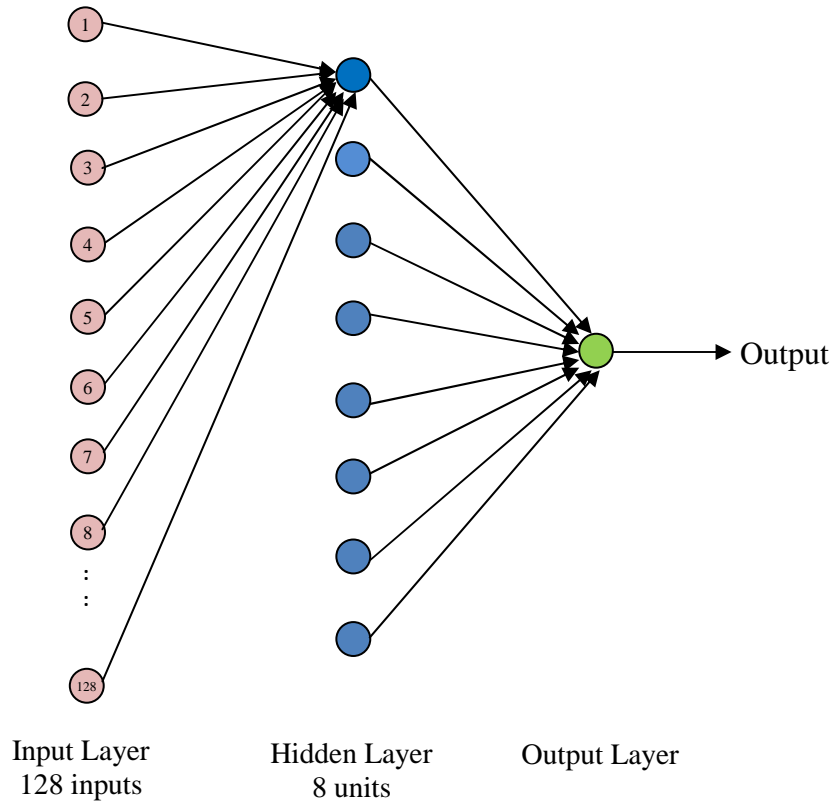 1
2
3
4
5
6
7
8
:
:
128
Output
Input Layer
128 inputs
Hidden Layer
8 units
Output Layer